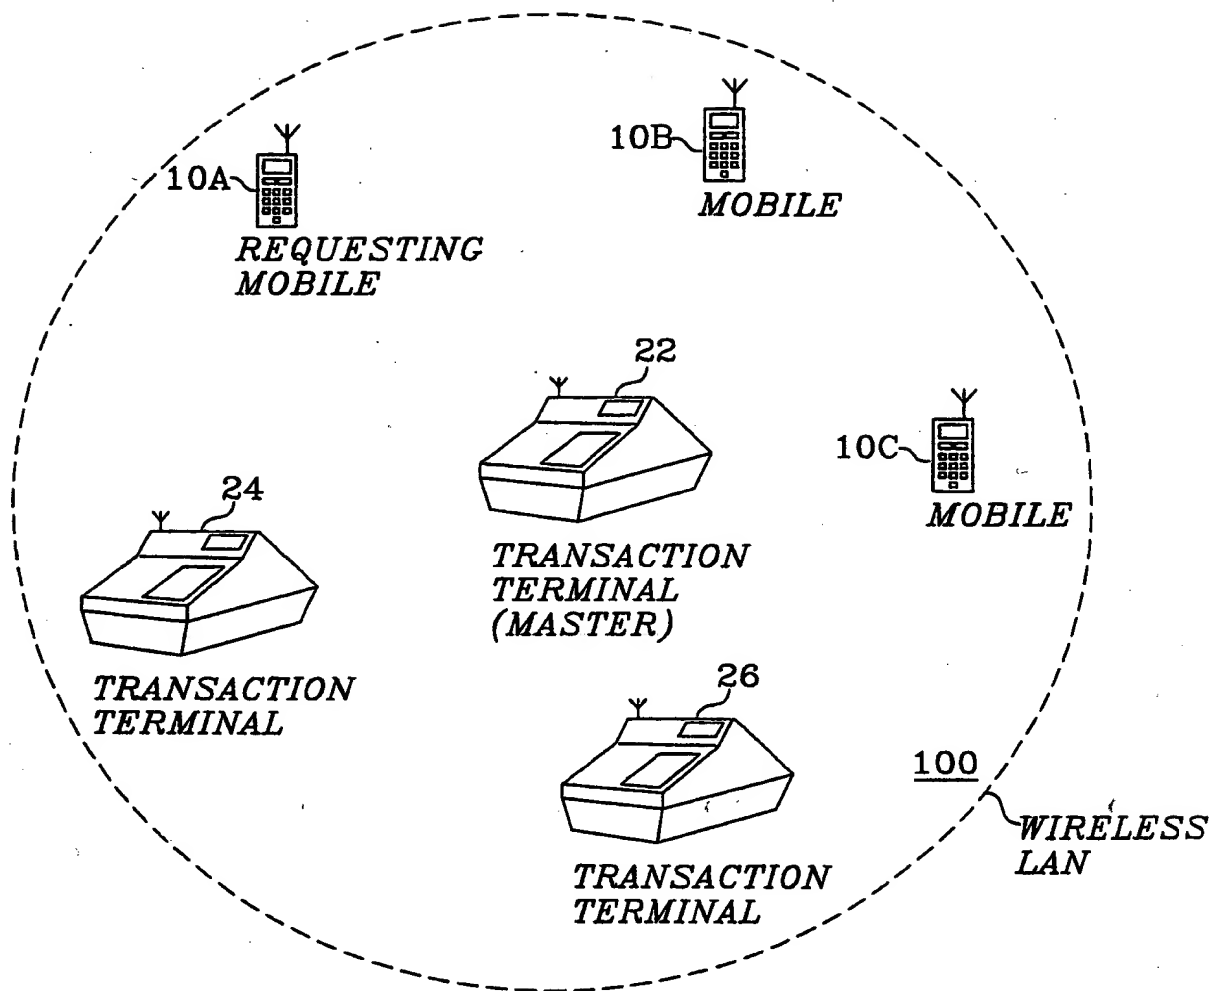 10B
MOBILE
10A
REQUESTING
MOBILE
22
TRANSACTION
TERMINAL
(MASTER)
10C
MOBILE
24
TRANSACTION
TERMINAL
26
TRANSACTION
TERMINAL
100
WIRELESS
LAN